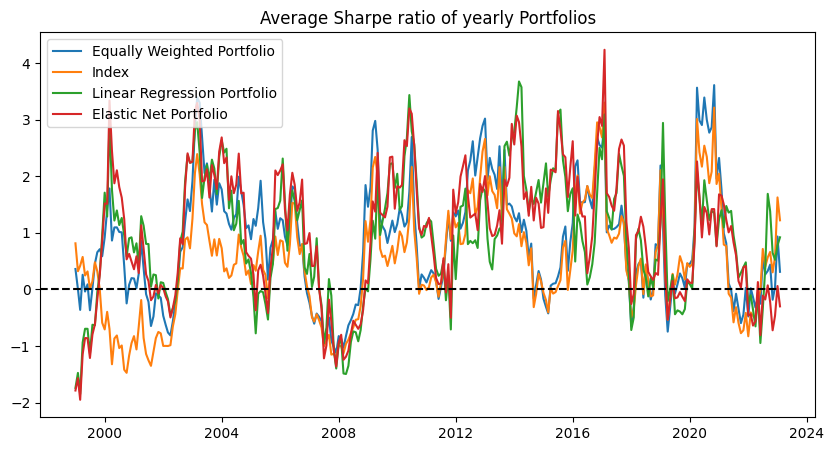 Average Sharpe ratio of yearly Portfolios
Equally Weighted Portfolio
Index
Linear Regression Portfolio
Elastic Net Portfolio
4
3
2
1
0
−1
−2
2000 2004 2008 2012 2016 2020 2024